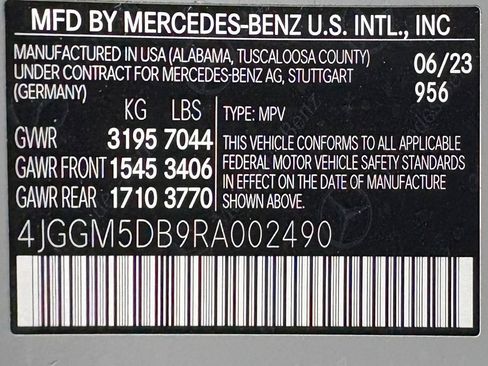 MFD BY MERCEDES-BENZ U.S. INTL., INC
MANUFACTURED IN USA (ALABAMA, TUSCALOOSA COUNTY)
UNDER CONTRACT FOR MERCEDES-BENZ AG, STUTTGART
(GERMANY)
06/23
956
KG LBS
GVWR 3195 7044
GAWR FRONT 1545 3406
GAWR REAR 1710 3770
TYPE: MPV
THIS VEHICLE CONFORMS TO ALL APPLICABLE
FEDERAL MOTOR VEHICLE SAFETY STANDARDS
IN EFFECT ON THE DATE OF MANUFACTURE
SHOWN ABOVE.
4JGGM5DB9RA002490